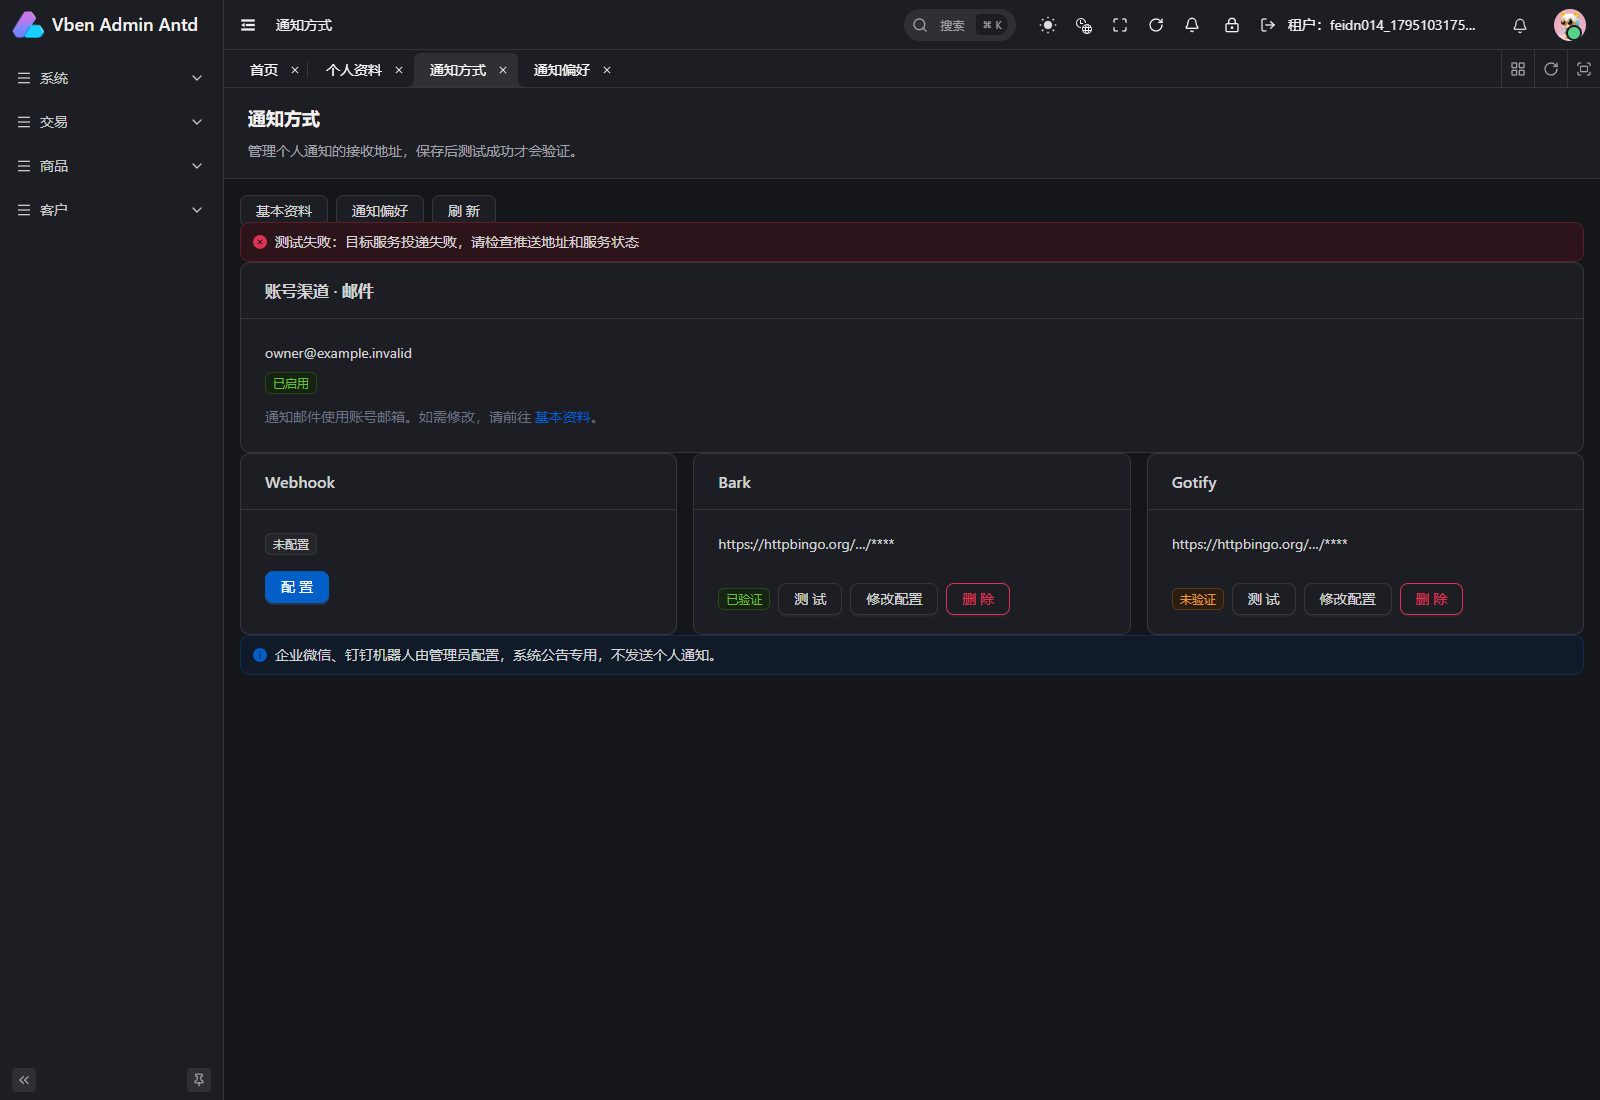 Vben Admin Antd
通知方式
搜索 ⌘ K
租户：feidn014_1795103175...
系统
交易
商品
客户
首页
个人资料
通知方式
通知偏好
通知方式
管理个人通知的接收地址，保存后测试成功才会验证。
基本资料
通知偏好
刷 新
测试失败：目标服务投递失败，请检查推送地址和服务状态
账号渠道 · 邮件
owner@example.invalid
已启用
通知邮件使用账号邮箱。如需修改，请前往 基本资料。
Webhook
未配置
配 置
Bark
https://httpbingo.org/.../****
已验证
测 试
修改配置
删 除
Gotify
https://httpbingo.org/.../****
未验证
测 试
修改配置
删 除
企业微信、钉钉机器人由管理员配置，系统公告专用，不发送个人通知。